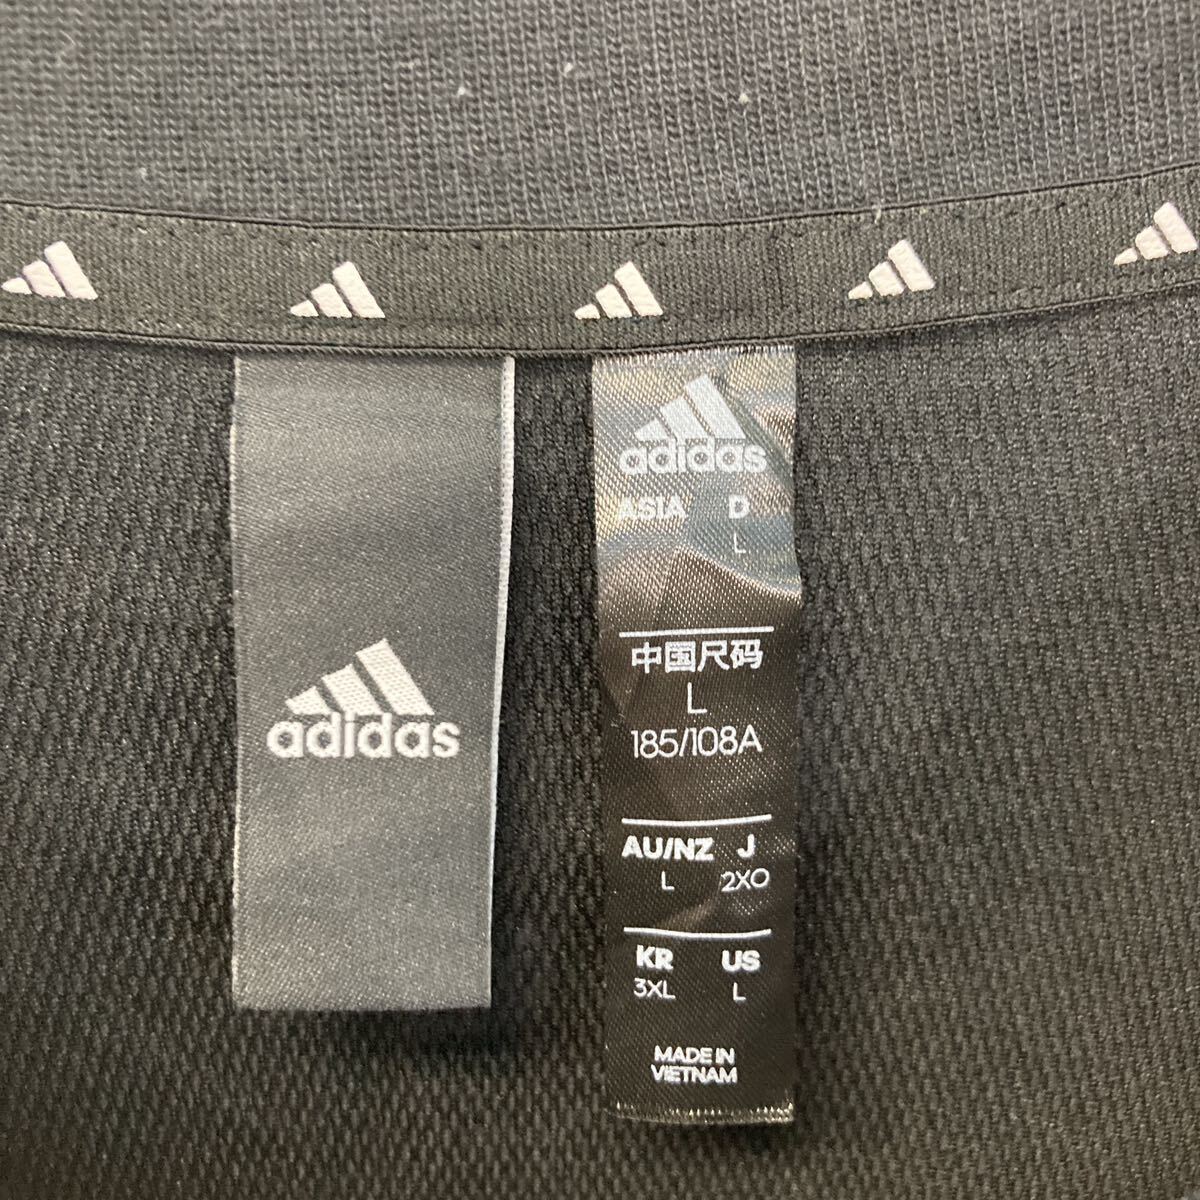 adidas
adidas
ASIA D
L
中国尺码
L
185/108A
AU/NZ J
L 2XO
KR US
3XL L
MADE IN
VIETNAM